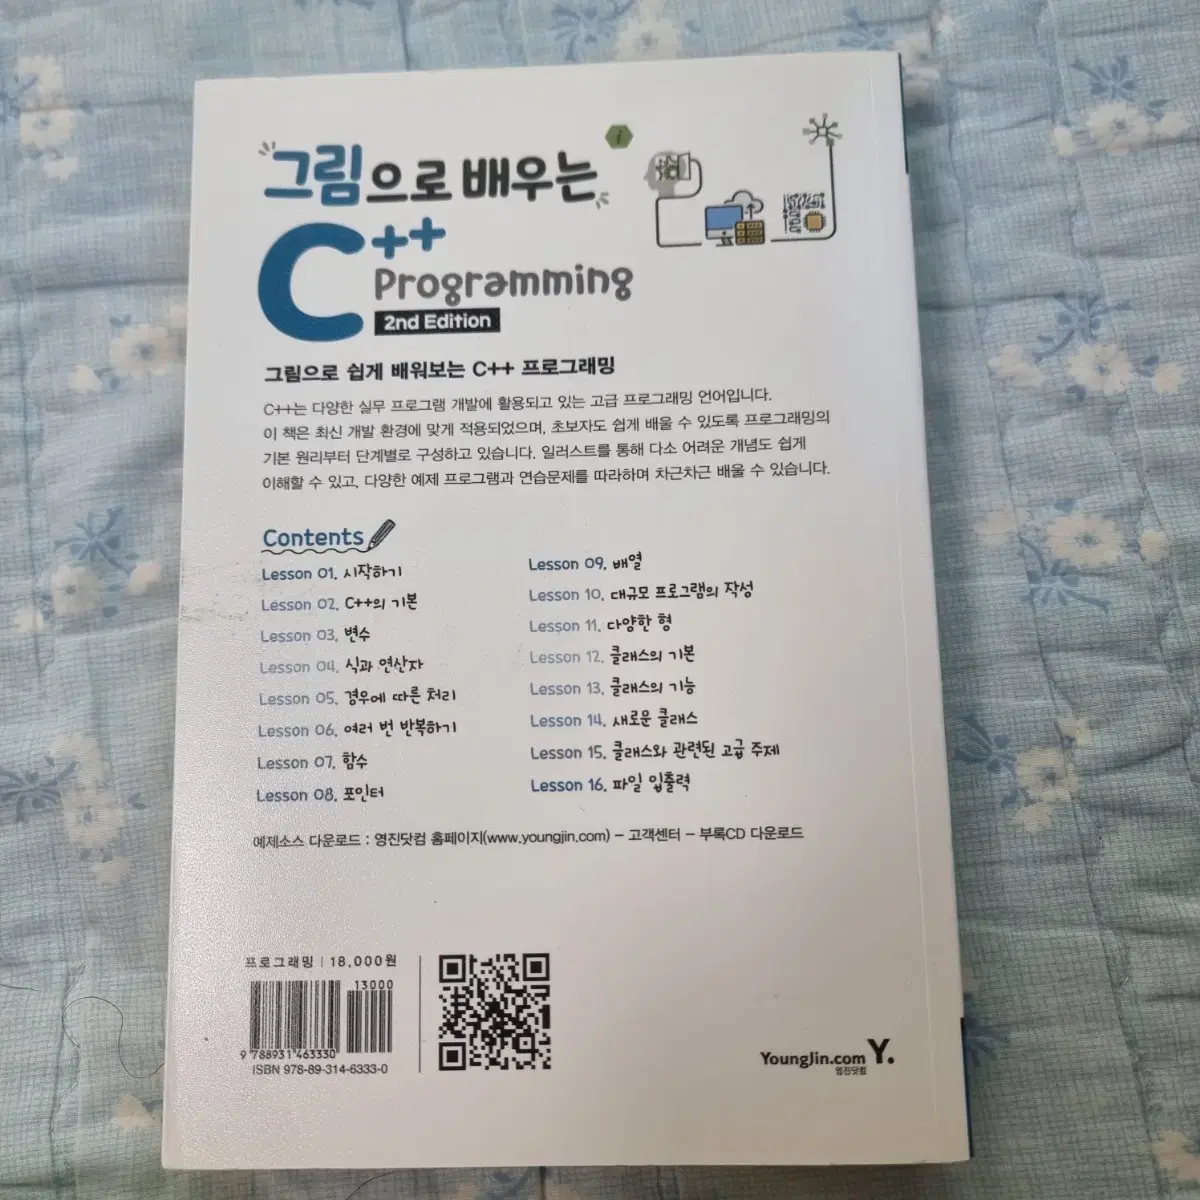 그림으로 배우는
C++
Programming
2nd Edition
그림으로 쉽게 배워보는 C++ 프로그래밍
C++는 다양한 실무 프로그램 개발에 활용되고 있는 고급 프로그래밍 언어입니다.
이 책은 최신 개발 환경에 맞게 적용되었으며, 초보자도 쉽게 배울 수 있도록 프로그래밍의
기본 원리부터 단계별로 구성하고 있습니다. 일러스트를 통해 다소 어려운 개념도 쉽게
이해할 수 있고, 다양한 예제 프로그램과 연습문제를 따라하며 차근차근 배울 수 있습니다.
Contents
Lesson 01. 시작하기
Lesson 02. C++의 기본
Lesson 03. 변수
Lesson 04. 식과 연산자
Lesson 05. 경우에 따른 처리
Lesson 06. 여러 번 반복하기
Lesson 07. 함수
Lesson 08. 포인터
Lesson 09. 배열
Lesson 10. 대규모 프로그램의 작성
Lesson 11. 다양한 형
Lesson 12. 클래스의 기본
Lesson 13. 클래스의 기능
Lesson 14. 새로운 클래스
Lesson 15. 클래스와 관련된 고급 주제
Lesson 16. 파일 입출력
예제소스 다운로드 : 영진닷컴 홈페이지(www.youngjin.com) – 고객센터 – 부록CD 다운로드
프로그래밍 | 18,000원
13000
9 788931 463330
ISBN 978-89-314-6333-0
YoungJin.com Y.
영진닷컴